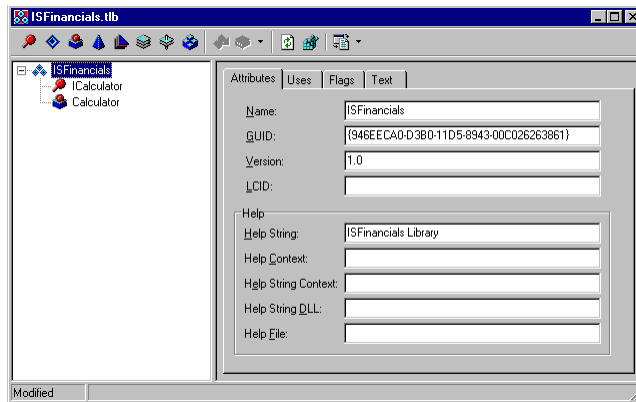 ISFinancials.tlb
ISFinancials
ICalculator
Calculator
Attributes Uses Flags Text
Name: ISFinancials
GUID: {946EECA0-D3B0-11D5-8943-00C026263861}
Version: 1.0
LCID:
Help
Help String: ISFinancials Library
Help Context:
Help String Context:
Help String DLL:
Help File:
Modified